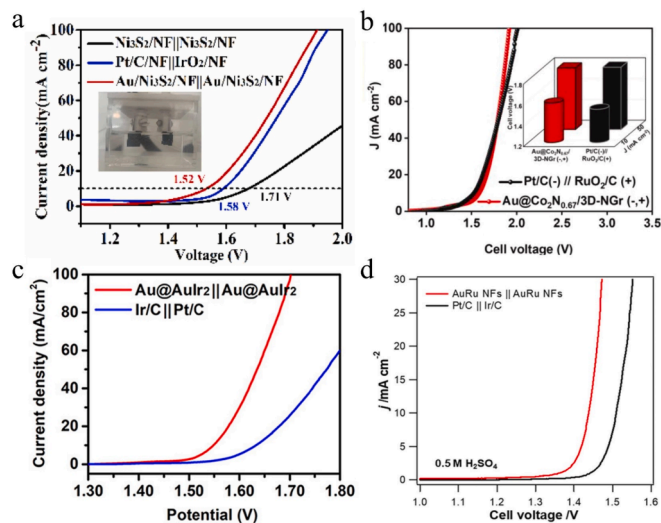 a
Current density(mA cm⁻²)
100
80
60
40
20
0
Ni₃S₂/NF||Ni₃S₂/NF
Pt/C/NF||IrO₂/NF
Au/Ni₃S₂/NF||Au/Ni₃S₂/NF
1.52 V
1.58 V
1.71 V
1.2
1.4
1.6
1.8
2.0
Voltage (V)
b
J (mA cm⁻²)
100
80
60
40
20
0
Cell voltage (V)
1.8
1.6
1.4
1.2
Au@Co₂N₀.₆₇/
3D-NGr (-,+)
Pt/C(-)//
RuO₂/C(+)
10
50
J (mA cm⁻²)
Pt/C(-) // RuO₂/C (+)
Au@Co₂N₀.₆₇/3D-NGr (-,+)
1.0
1.5
2.0
2.5
3.0
3.5
Cell voltage (V)
c
Current density (mA/cm²)
100
80
60
40
20
0
Au@AuIr₂||Au@AuIr₂
Ir/C||Pt/C
1.30
1.40
1.50
1.60
1.70
1.80
Potential (V)
d
j /mA cm⁻²
30
25
20
15
10
5
0
AuRu NFs || AuRu NFs
Pt/C || Ir/C
0.5 M H₂SO₄
1.0
1.1
1.2
1.3
1.4
1.5
1.6
Cell voltage /V